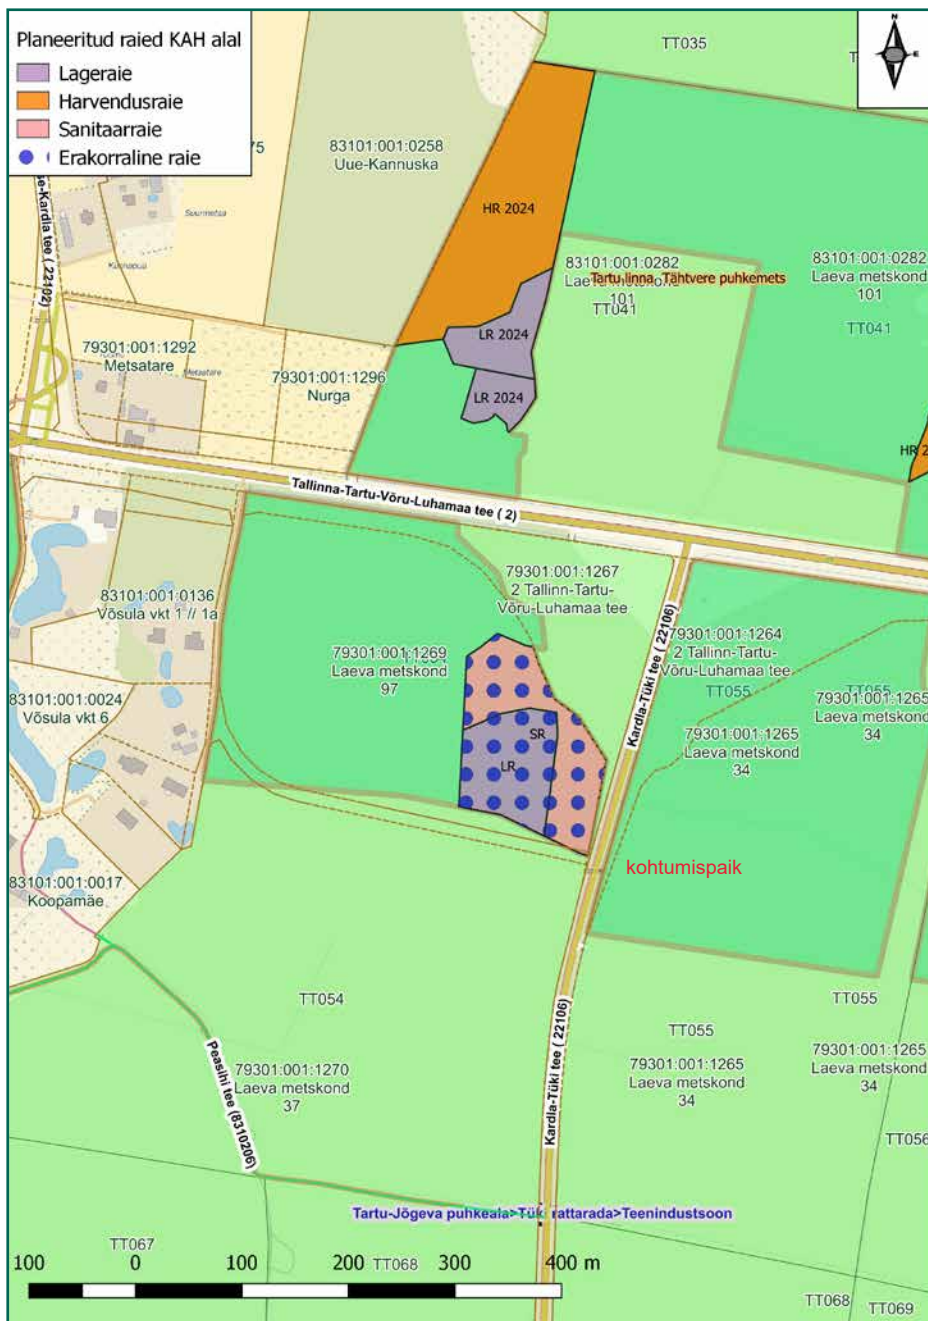 Planeeritud raied KAH alal
Lageraie
Harvendusraie
Sanitaarraie
Erakorraline raie
N
E
TT035
75
83101:001:0258
Uue-Kannuska
Suurmetsa
Kunnapuu
HR 2024
83101:001:0282
Tartu linna, Tähtvere puhkemets
101
TT041
83101:001:0282
Laeva metskond
101
TT041
LR 2024
LR 2024
HR 2
79301:001:1292
Metsatare
Metsatare
79301:001:1296
Nurga
Tallinna-Tartu-Võru-Luhamaa tee ( 2)
79301:001:1267
2 Tallinn-Tartu-
Võru-Luhamaa tee
83101:001:0136
Võsula vkt 1 // 1a
79301:001:1269
Laeva metskond
97
Kardla-Tüki tee ( 22106)
79301:001:1264
2 Tallinn-Tartu-
Võru-Luhamaa tee
TT055
TT055
79301:001:1265
Laeva metskond
34
79301:001:1265
Laeva metskond
34
83101:001:0024
Võsula vkt 6
SR
LR
kohtumispaik
83101:001:0017
Koopamäe
TT054
TT055
TT055
79301:001:1270
Laeva metskond
37
Peasihi tee (8310206)
Kardla-Tüki tee ( 22106)
79301:001:1265
Laeva metskond
34
79301:001:1265
Laeva metskond
34
TT056
Tartu-Jõgeva puhkeala>Tüki rattarada>Teenindustsoon
TT067
TT068
100 0 100 200 300 400 m
TT068
TT069